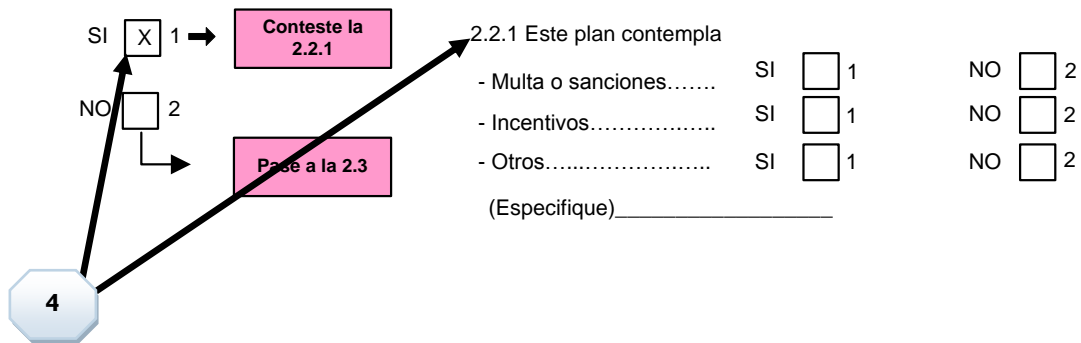 SI X 1 Conteste la 2.2.1
NO 2
Pase a la 2.3
4
2.2.1 Este plan contempla
- Multa o sanciones……. SI 1 NO 2
- Incentivos………….….. SI 1 NO 2
- Otros…...………….….. SI 1 NO 2
(Especifique)___________________